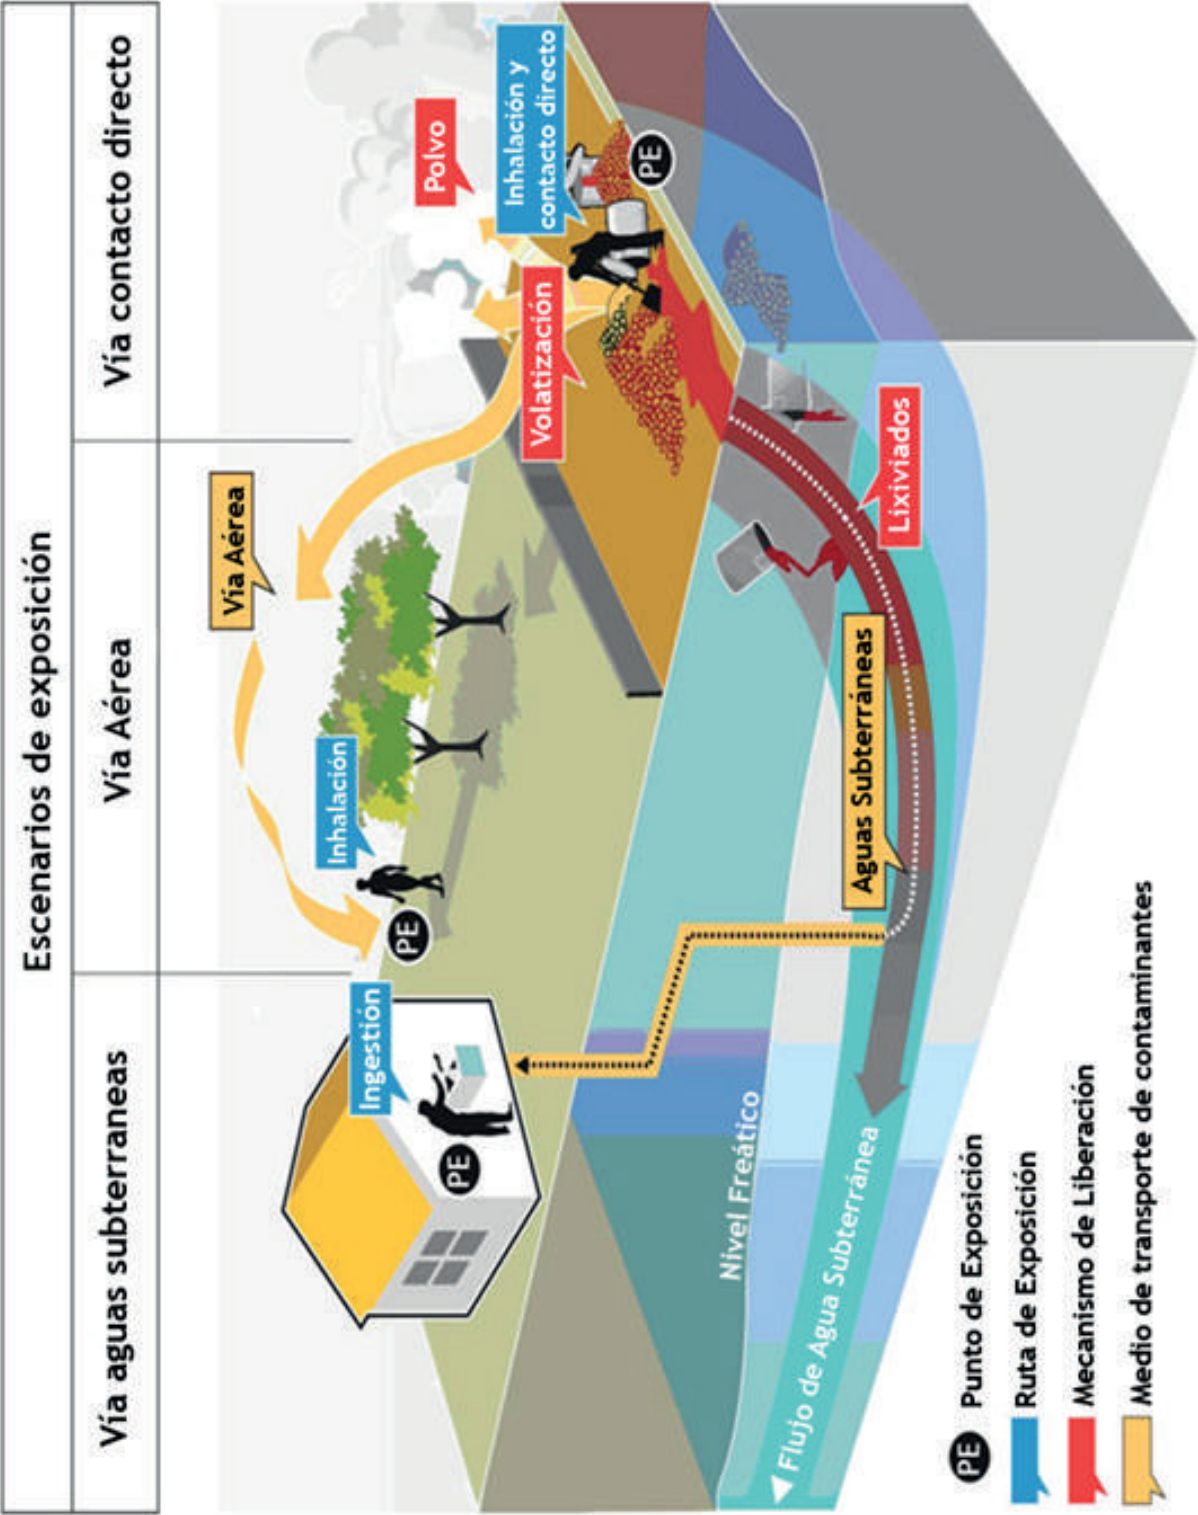 Escenarios de exposición
Vía aguas subterrraneas
Vía Aérea
Vía contacto directo
Vía Aérea
Polvo
Inhalación y
contacto directo
Inhalación
Volatización
Ingestión
PE
PE
PE
Lixiviados
Aguas Subterráneas
Nivel Freático
Flujo de Agua Subterránea
PE Punto de Exposición
Ruta de Exposición
Mecanismo de Liberación
Medio de transporte de contaminantes